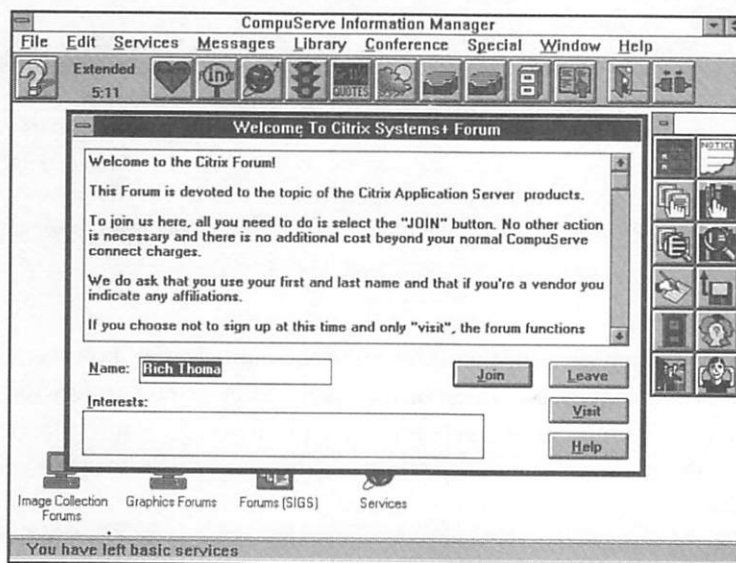 CompuServe Information Manager
File Edit Services Messages Library Conference Special Window Help
Extended
5:11
QUOTES
NOTICE
Welcome To Citrix Systems+ Forum
Welcome to the Citrix Forum!
This Forum is devoted to the topic of the Citrix Application Server products.
To join us here, all you need to do is select the "JOIN" button. No other action
is necessary and there is no additional cost beyond your normal CompuServe
connect charges.
We do ask that you use your first and last name and that if you're a vendor you
indicate any affiliations.
If you choose not to sign up at this time and only "visit", the forum functions
Name: Rich Thoma
Join Leave
Interests:
Visit
Help
Image Collection
Forums
Graphics Forums
Forums (SIGS)
Services
You have left basic services